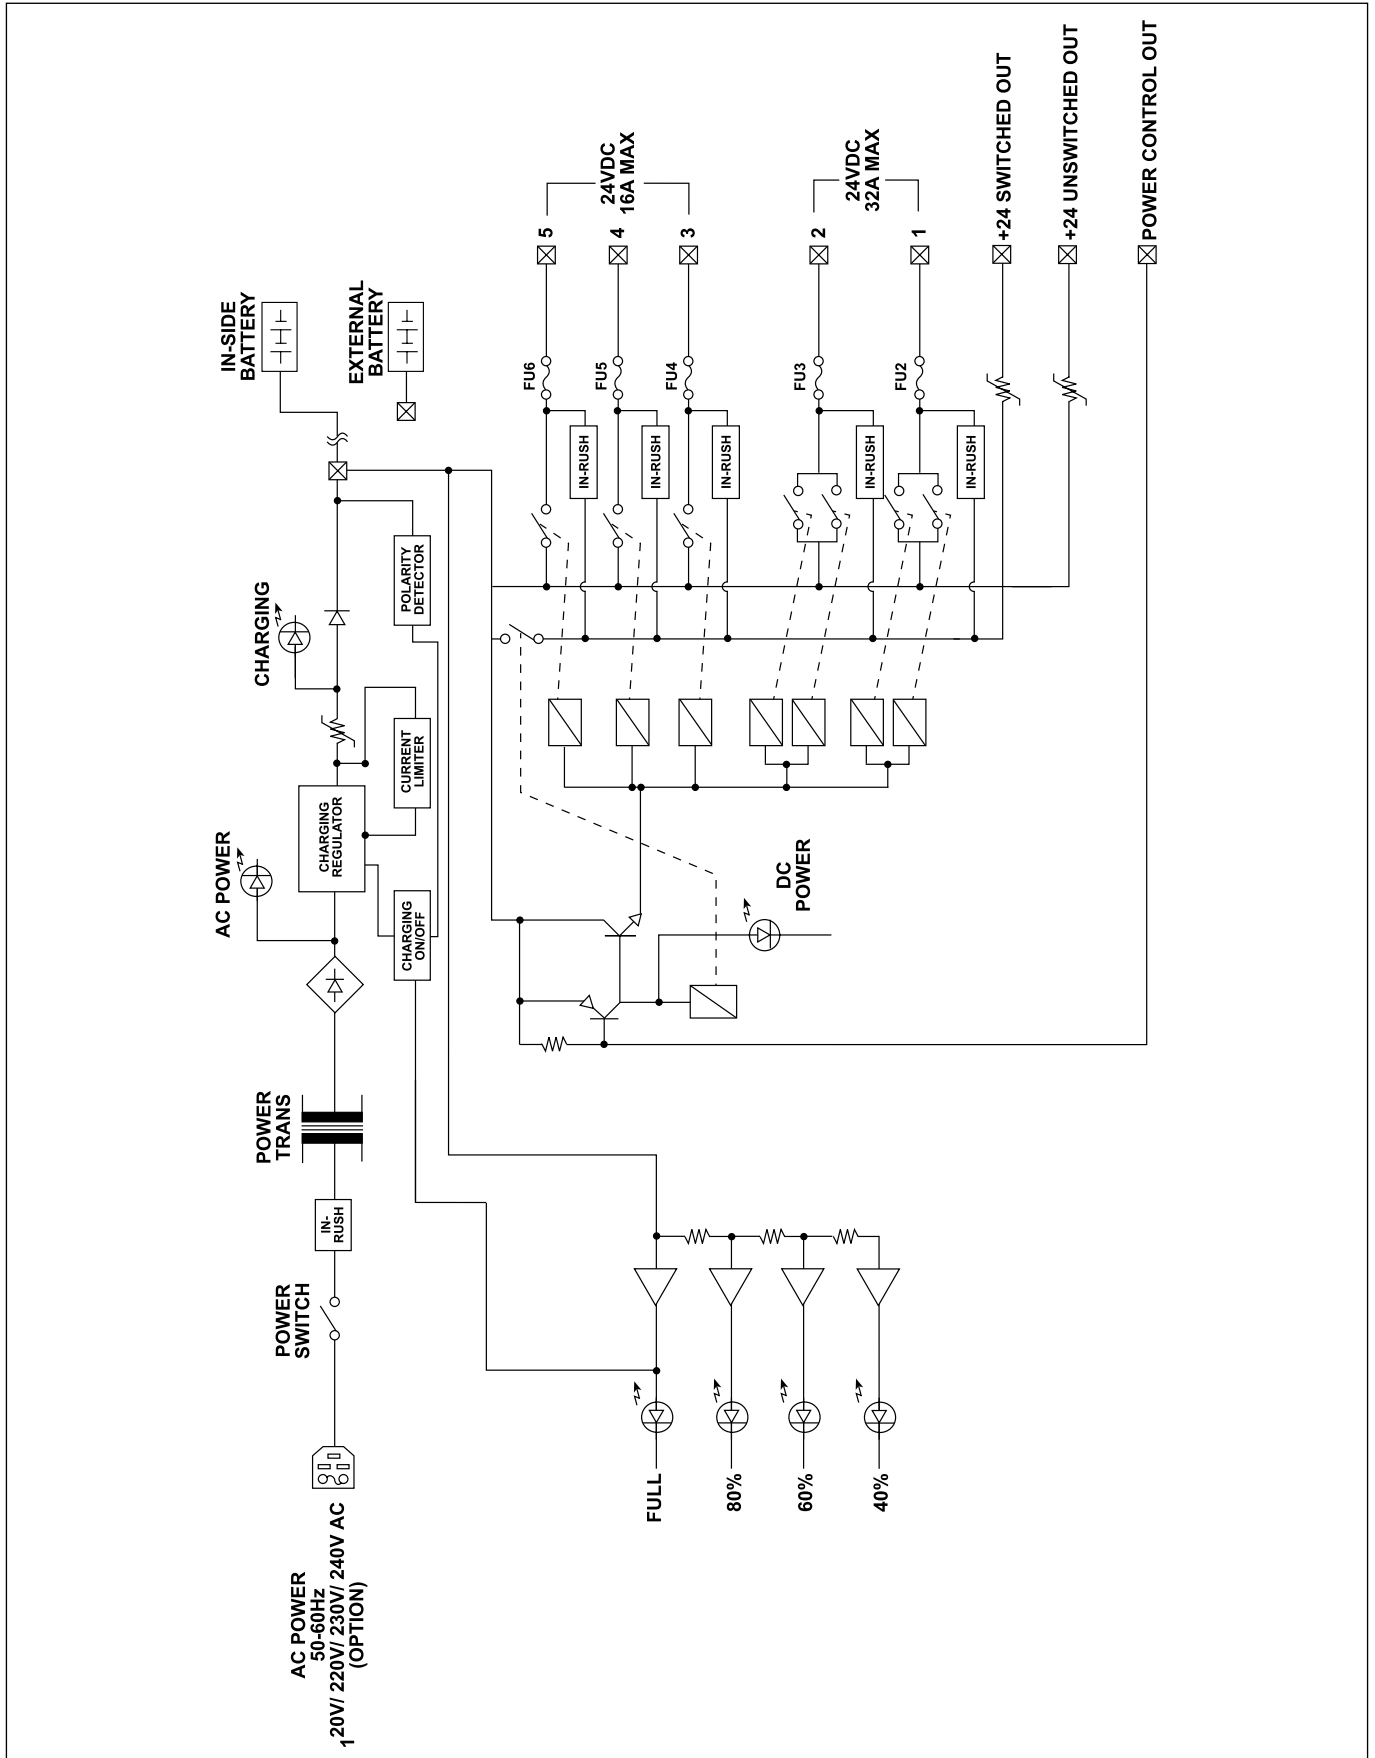 AC POWER
50-60Hz
120V/ 220V/ 230V/ 240V AC
(OPTION)
POWER
SWITCH
IN-
RUSH
POWER
TRANS
AC POWER
CHARGING
REGULATOR
CHARGING
ON/OFF
CURRENT
LIMITER
CHARGING
POLARITY
DETECTOR
IN-SIDE
BATTERY
EXTERNAL
BATTERY
FULL
80%
60%
40%
DC
POWER
IN-RUSH
IN-RUSH
IN-RUSH
IN-RUSH
IN-RUSH
FU6
FU5
FU4
FU3
FU2
5
4
3
2
1
24VDC
16A MAX
24VDC
32A MAX
+24 SWITCHED OUT
+24 UNSWITCHED OUT
POWER CONTROL OUT